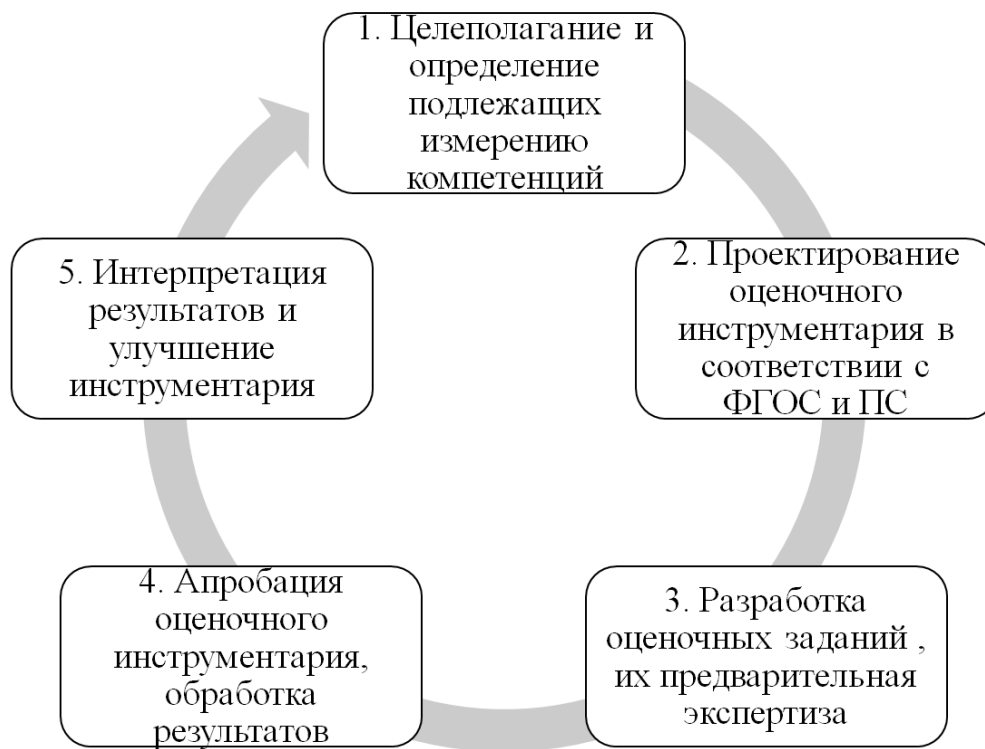 1. Целеполагание и
определение
подлежащих
измерению
компетенций
2. Проектирование
оценочного
инструментария в
соответствии с
ФГОС и ПС
3. Разработка
оценочных заданий ,
их предварительная
экспертиза
4. Апробация
оценочного
инструментария,
обработка
результатов
5. Интерпретация
результатов и
улучшение
инструментария